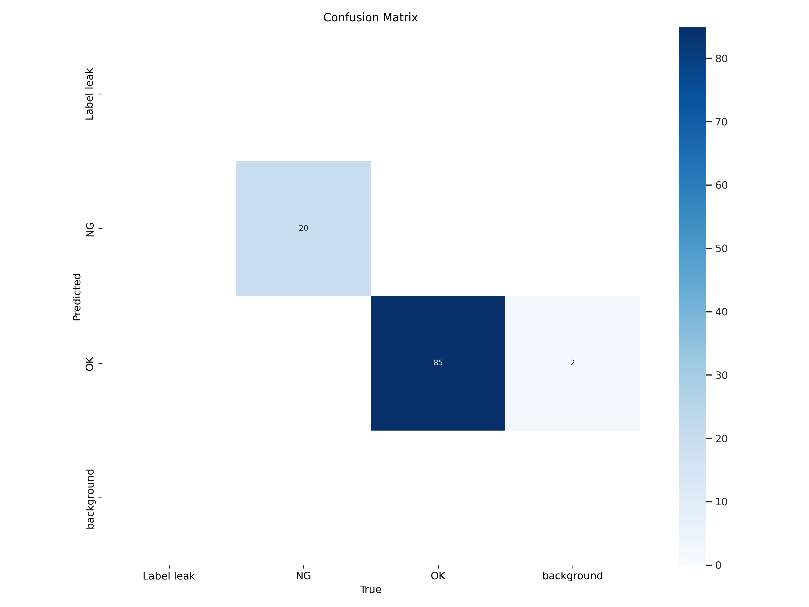 Confusion Matrix
Label leak
NG
OK
background
Predicted
20
85
2
Label leak
NG
OK
background
True
80
70
60
50
40
30
20
10
0